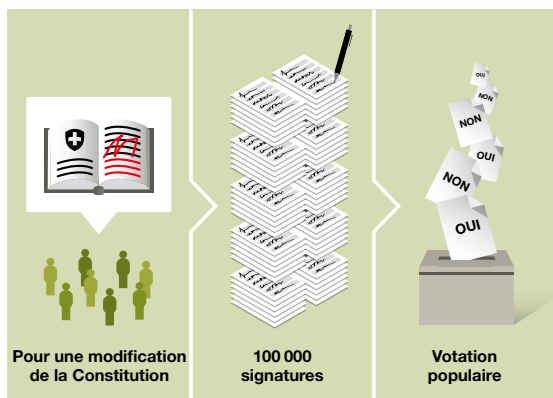 OUI
NON
NON
OUI
NON
OUI
Pour une modification
de la Constitution
100 000
signatures
Votation
populaire